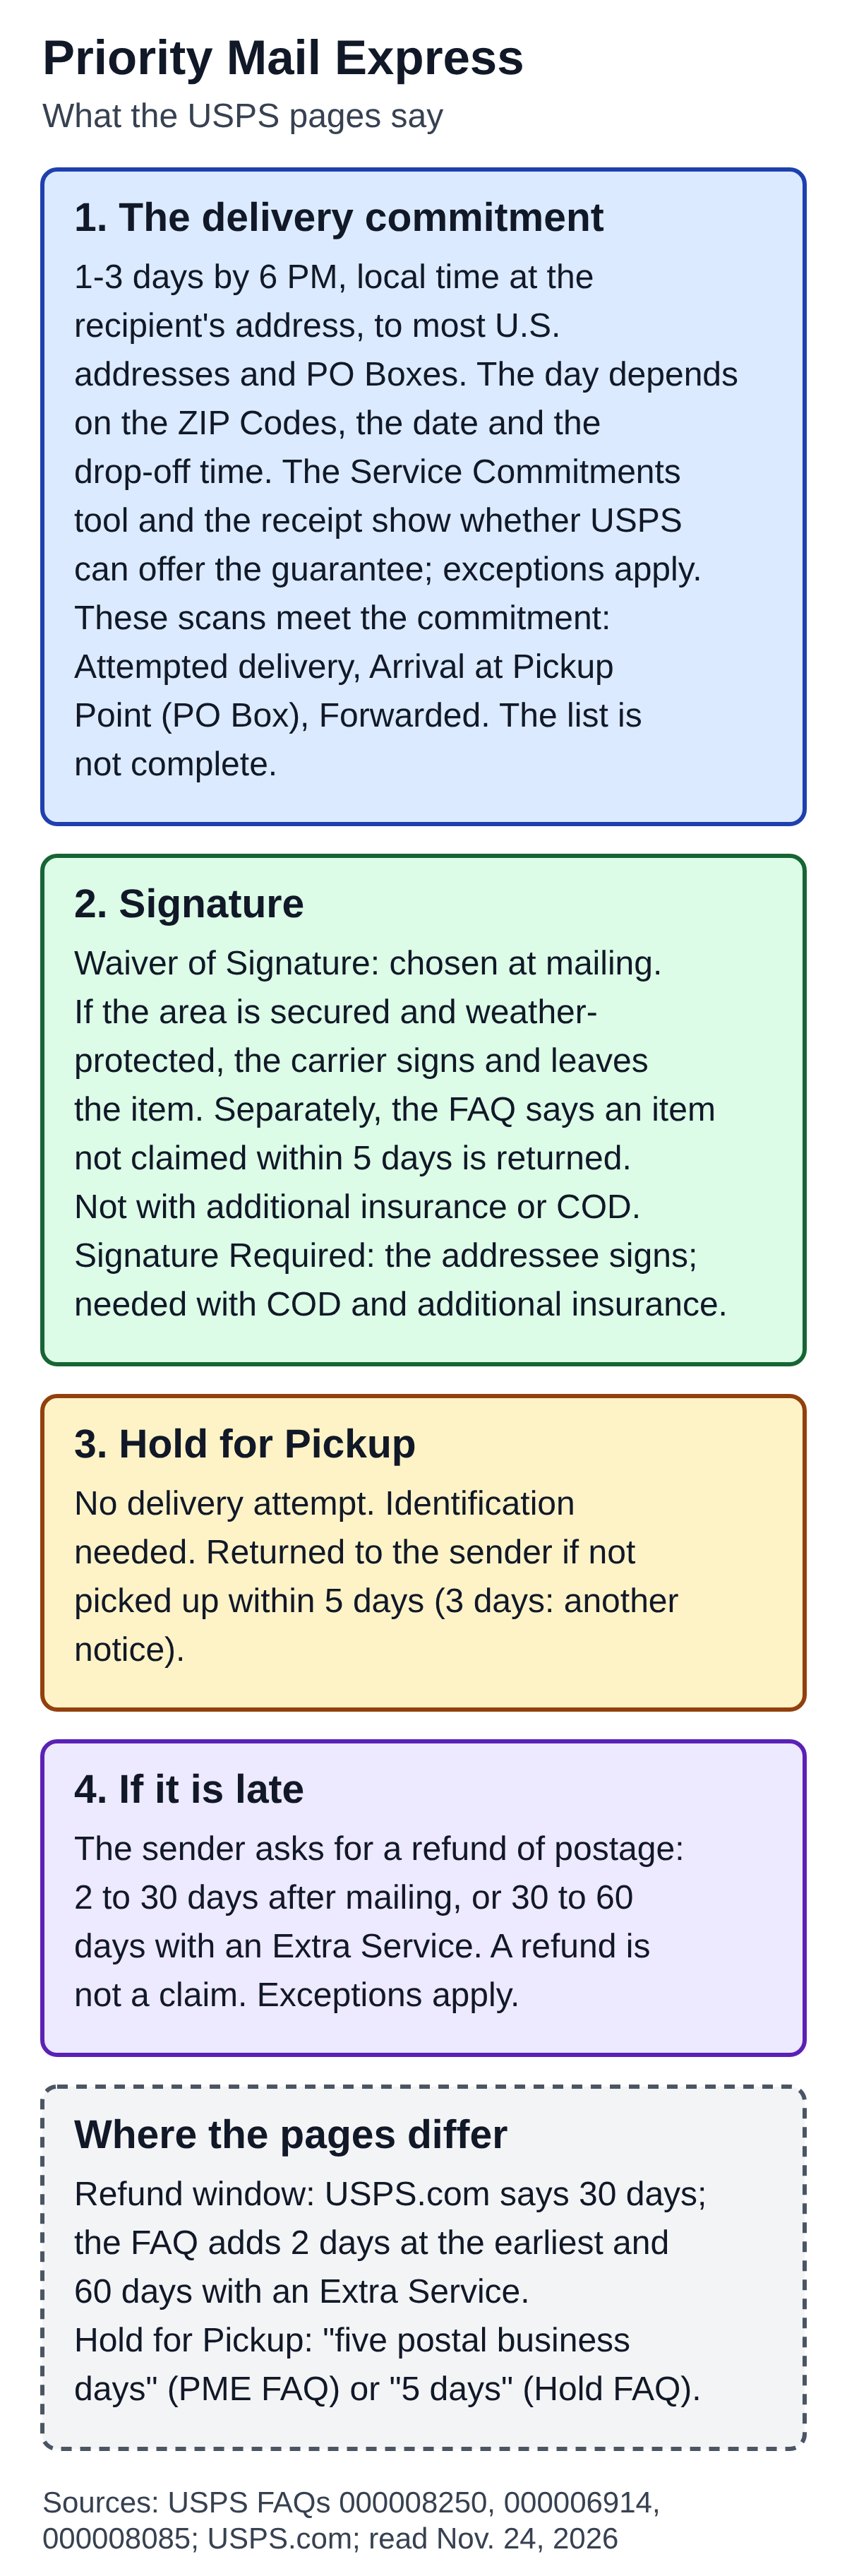 Priority Mail Express
What the USPS pages say
1. The delivery commitment
1-3 days by 6 PM, local time at the
recipient's address, to most U.S.
addresses and PO Boxes. The day depends
on the ZIP Codes, the date and the
drop-off time. The Service Commitments
tool and the receipt show whether USPS
can offer the guarantee; exceptions apply.
These scans meet the commitment:
Attempted delivery, Arrival at Pickup
Point (PO Box), Forwarded. The list is
not complete.
2. Signature
Waiver of Signature: chosen at mailing.
If the area is secured and weather-
protected, the carrier signs and leaves
the item. Separately, the FAQ says an item
not claimed within 5 days is returned.
Not with additional insurance or COD.
Signature Required: the addressee signs;
needed with COD and additional insurance.
3. Hold for Pickup
No delivery attempt. Identification
needed. Returned to the sender if not
picked up within 5 days (3 days: another
notice).
4. If it is late
The sender asks for a refund of postage:
2 to 30 days after mailing, or 30 to 60
days with an Extra Service. A refund is
not a claim. Exceptions apply.
Where the pages differ
Refund window: USPS.com says 30 days;
the FAQ adds 2 days at the earliest and
60 days with an Extra Service.
Hold for Pickup: "five postal business
days" (PME FAQ) or "5 days" (Hold FAQ).
Sources: USPS FAQs 000008250, 000006914,
000008085; USPS.com; read Nov. 24, 2026